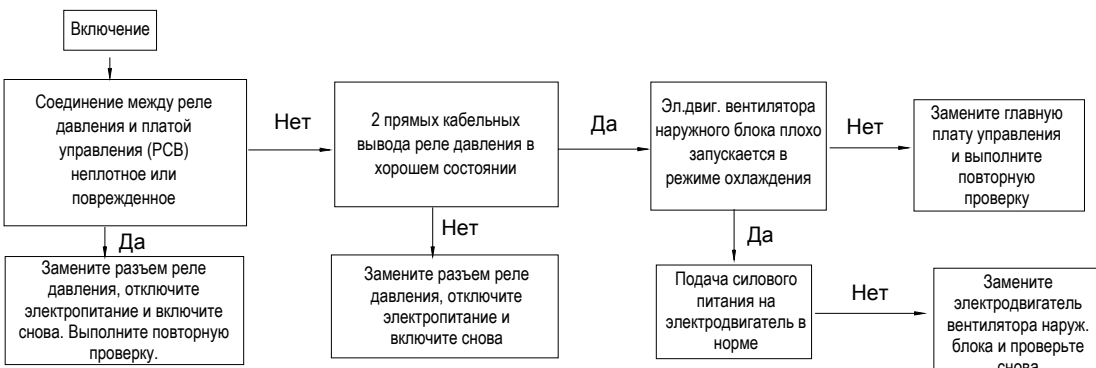 Включение
Соединение между реле
давления и платой
управления (PCB)
неплотное или
поврежденное
Нет
2 прямых кабельных
вывода реле давления в
хорошем состоянии
Да
Эл.двиг. вентилятора
наружного блока плохо
запускается в
режиме охлаждения
Нет
Замените главную
плату управления
и выполните
повторную
проверку
Да
Замените разъем реле
давления, отключите
электропитание и включите
снова. Выполните повторную
проверку.
Нет
Замените разъем реле
давления, отключите
электропитание и
включите снова
Да
Подача силового
питания на
электродвигатель в
норме
Нет
Замените
электродвигатель
вентилятора наруж.
блока и проверьте
снова